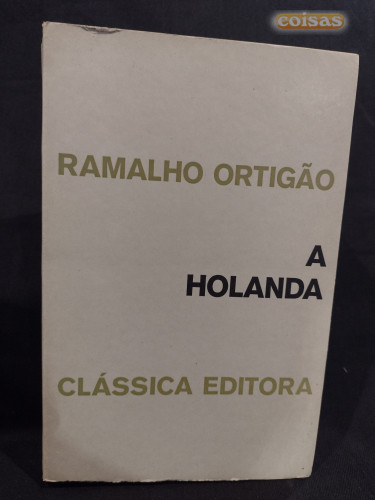 coisas
RAMALHO ORTIGÃO
A
HOLANDA
CLÁSSICA EDITORA